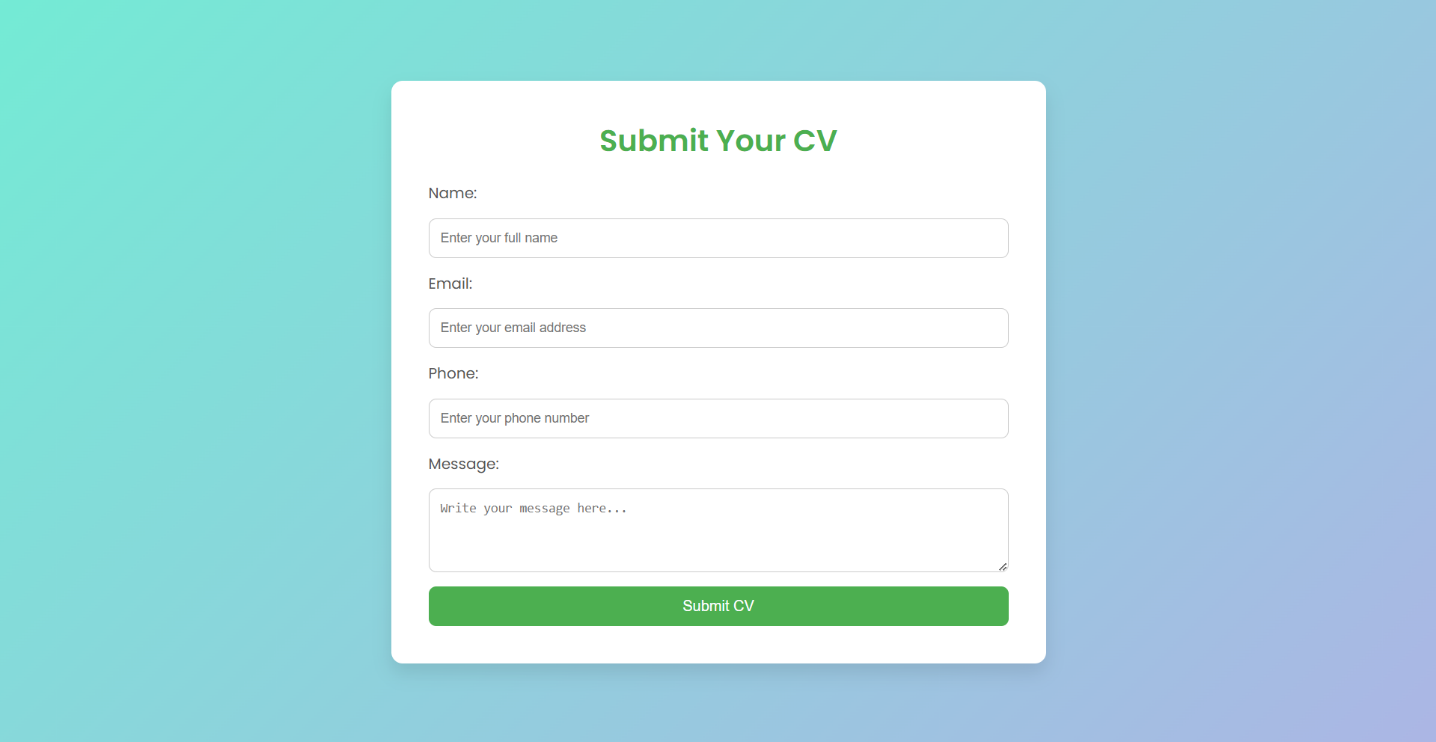 Submit Your CV
Name:
Enter your full name
Email:
Enter your email address
Phone:
Enter your phone number
Message:
Write your message here...
Submit CV